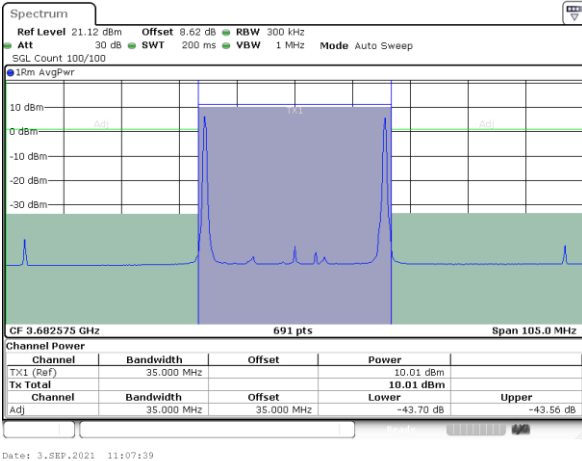 Spectrum
Ref Level 21.12 dBm Offset 8.62 dB RBW 300 kHz
Att 30 dB SWT 200 ms VBW 1 MHz Mode Auto Sweep
SGL Count 100/100
1Rm AvgPwr
10 dBm
TX1
Adj Adj
0 dBm
-10 dBm
-20 dBm
-30 dBm
CF 3.682575 GHz 691 pts Span 105.0 MHz
Channel Power
Channel Bandwidth Offset Power
TX1 (Ref) 35.000 MHz 10.01 dBm
Tx Total 10.01 dBm
Channel Bandwidth Offset Lower Upper
Adj 35.000 MHz 35.000 MHz -43.70 dB -43.56 dB
Ready
Date: 3.SEP.2021 11:07:39